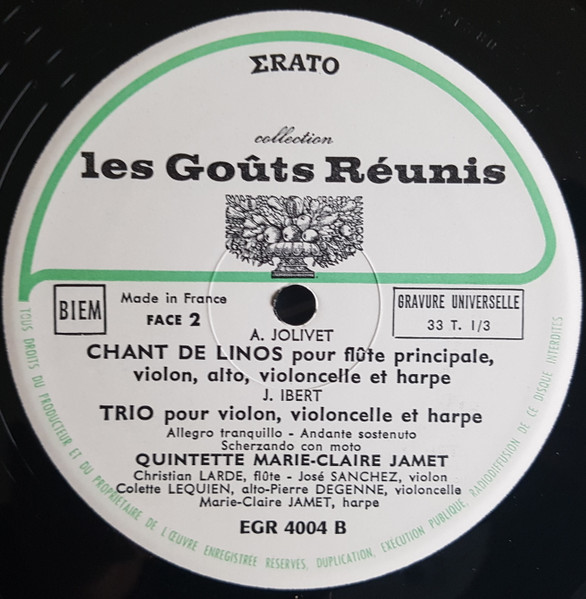 ΣRATO
collection
les Goûts Réunis
BIEM
Made in France
FACE 2
GRAVURE UNIVERSELLE
33 T. 1/3
A. JOLIVET
CHANT DE LINOS pour flûte principale,
violon, alto, violoncelle et harpe
J. IBERT
TRIO pour violon, violoncelle et harpe
Allegro tranquillo - Andante sostenuto
Scherzando con moto
QUINTETTE MARIE-CLAIRE JAMET
Christian LARDE, flûte - José SANCHEZ, violon
Colette LEQUIEN, alto-Pierre DEGENNE, violoncelle
Marie-Claire JAMET, harpe
EGR 4004 B
TOUS DROITS DU PRODUCTEUR ET DU PROPRIÉTAIRE DE L'ŒUVRE ENREGISTRÉE RÉSERVÉS, DUPLICATION, EXÉCUTION PUBLIQUE, RADIODIFFUSION DE CE DISQUE INTERDITES